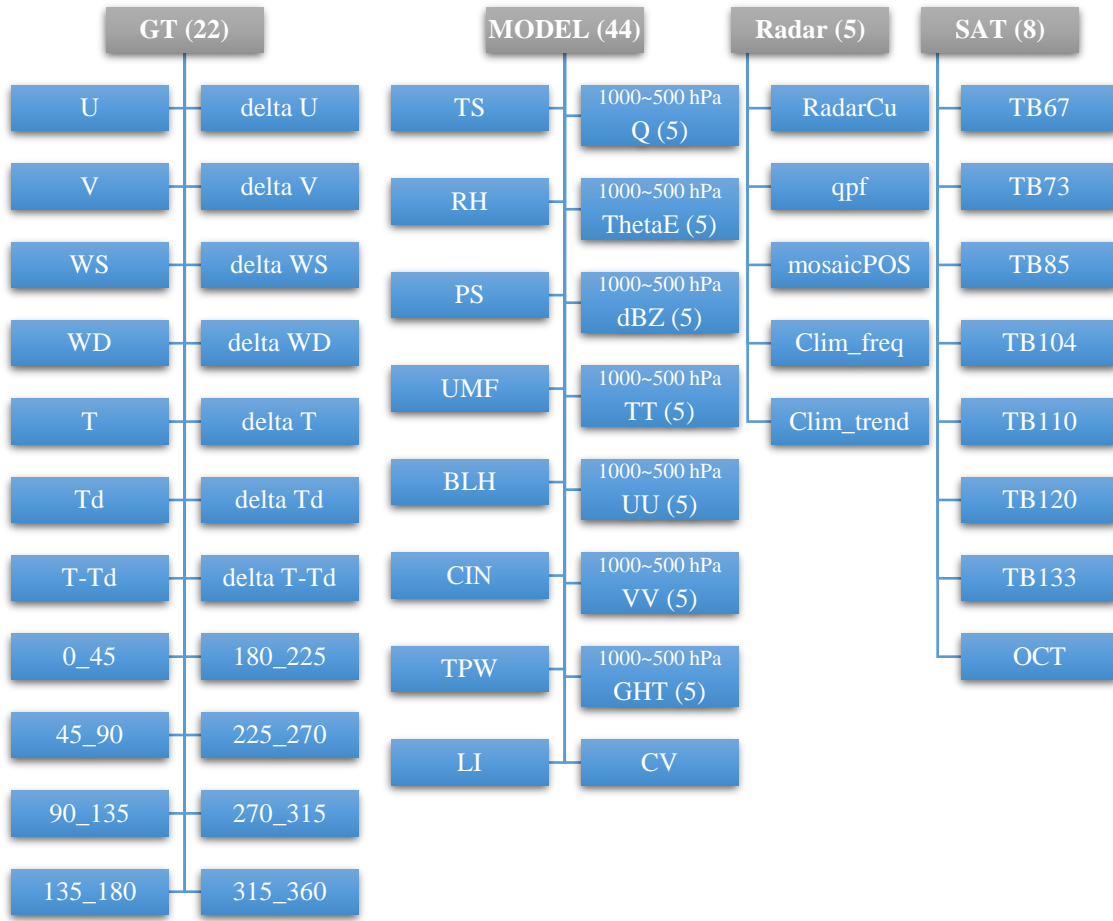 GT (22)
U
delta U
V
delta V
WS
delta WS
WD
delta WD
T
delta T
Td
delta Td
T-Td
delta T-Td
0_45
180_225
45_90
225_270
90_135
270_315
135_180
315_360
MODEL (44)
TS
1000~500 hPa
Q (5)
RH
1000~500 hPa
ThetaE (5)
PS
1000~500 hPa
dBZ (5)
UMF
1000~500 hPa
TT (5)
BLH
1000~500 hPa
UU (5)
CIN
1000~500 hPa
VV (5)
TPW
1000~500 hPa
GHT (5)
LI
CV
Radar (5)
RadarCu
qpf
mosaicPOS
Clim_freq
Clim_trend
SAT (8)
TB67
TB73
TB85
TB104
TB110
TB120
TB133
OCT